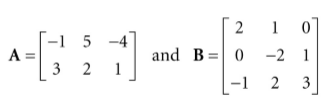 A = [ −1 5 −4 ; 3 2 1 ] and B = [ 2 1 0 ; 0 −2 1 ; −1 2 3 ]